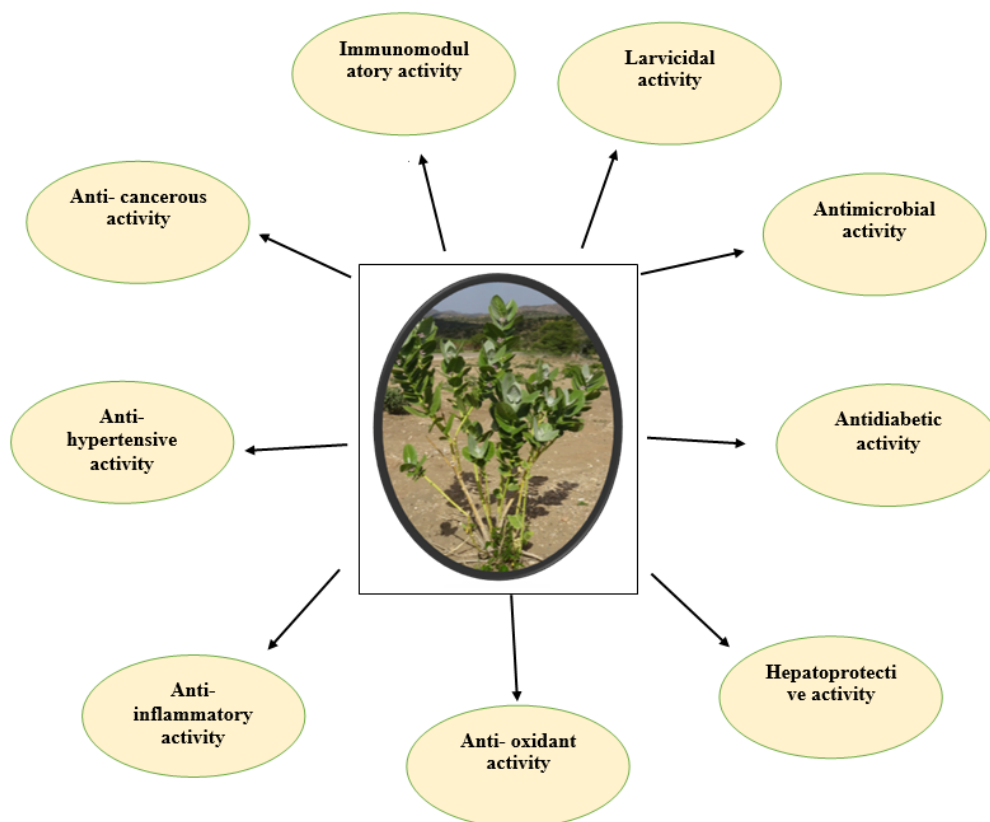 Immunomodul
atory activity
Larvicidal
activity
Anti- cancerous
activity
Antimicrobial
activity
Anti-
hypertensive
activity
Antidiabetic
activity
Anti-
inflammatory
activity
Anti- oxidant
activity
Hepatoprotecti
ve activity